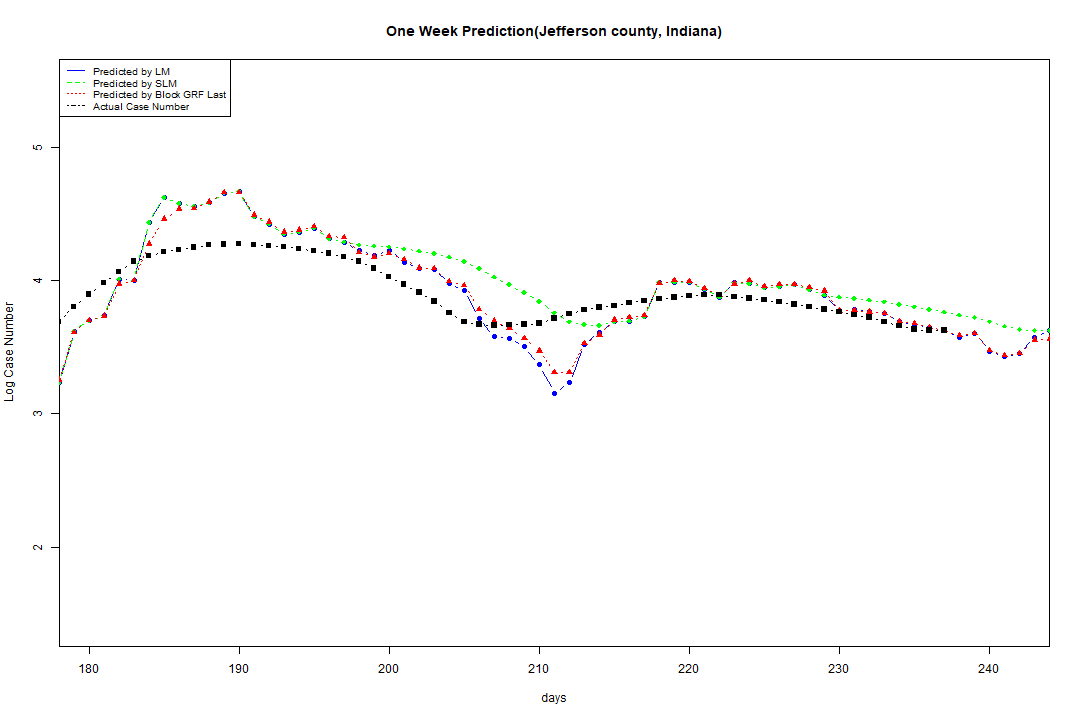 One Week Prediction(Jefferson county, Indiana)
Predicted by LM
Predicted by SLM
Predicted by Block GRF Last
Actual Case Number
5
4
3
2
Log Case Number
180 190 200 210 220 230 240
days